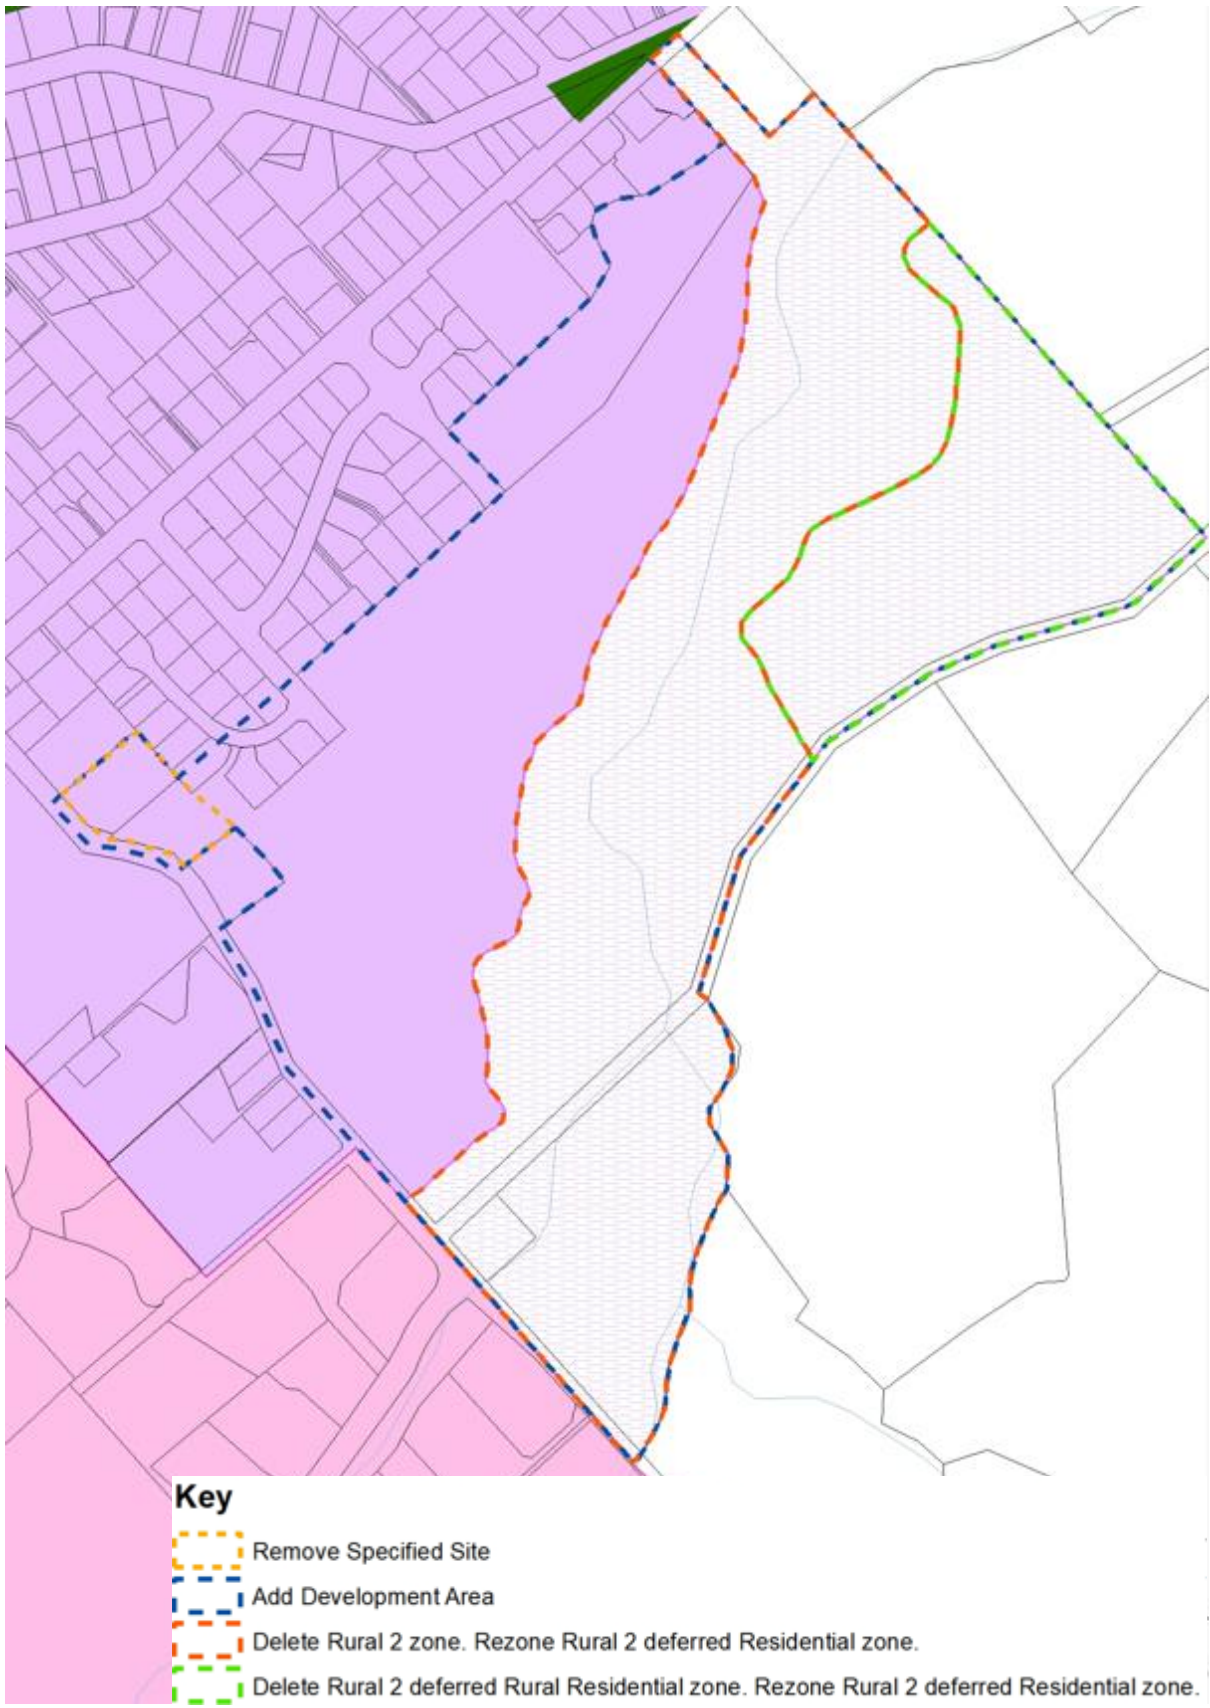 Key
Remove Specified Site
Add Development Area
Delete Rural 2 zone. Rezone Rural 2 deferred Residential zone.
Delete Rural 2 deferred Rural Residential zone. Rezone Rural 2 deferred Residential zone.